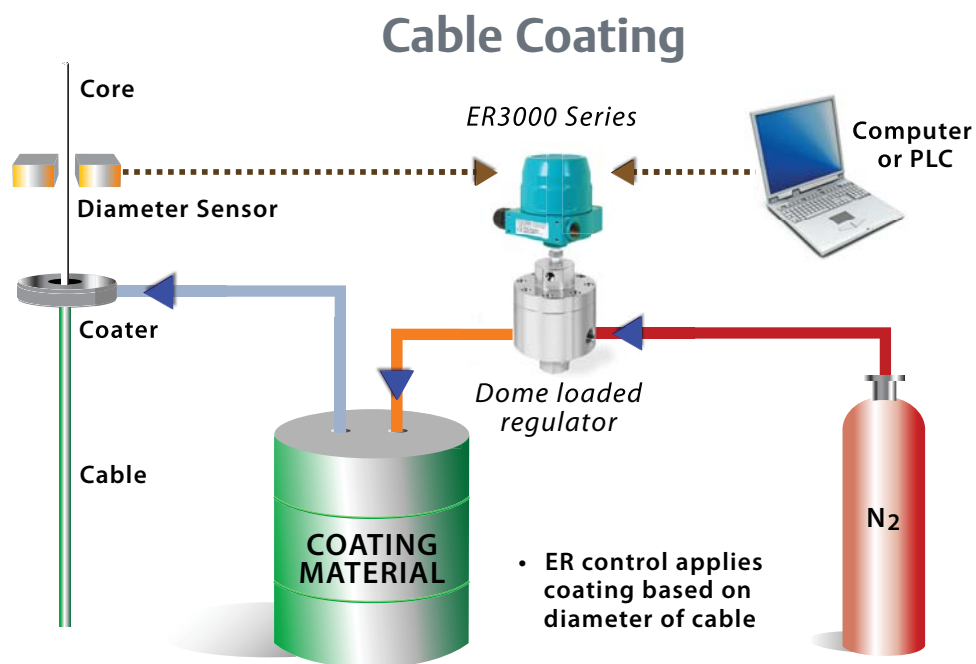 Cable Coating
Core
ER3000 Series
Computer
or PLC
Diameter Sensor
Coater
Dome loaded
regulator
Cable
N2
COATING
MATERIAL
• ER control applies
coating based on
diameter of cable